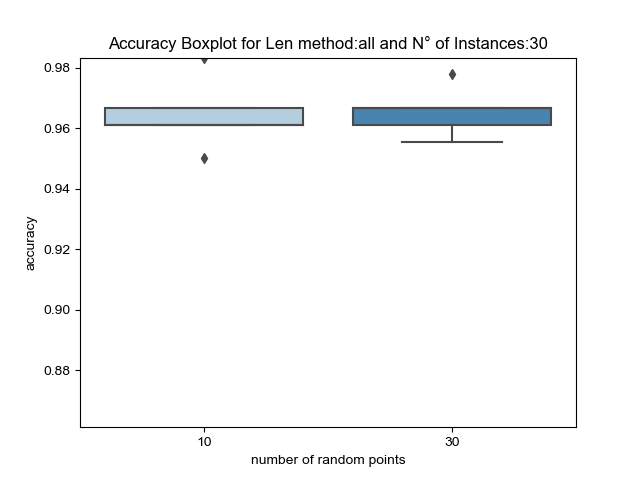 Accuracy Boxplot for Len method:all and N° of Instances:30
0.98
0.96
0.94
0.92
0.90
0.88
accuracy
10
30
number of random points